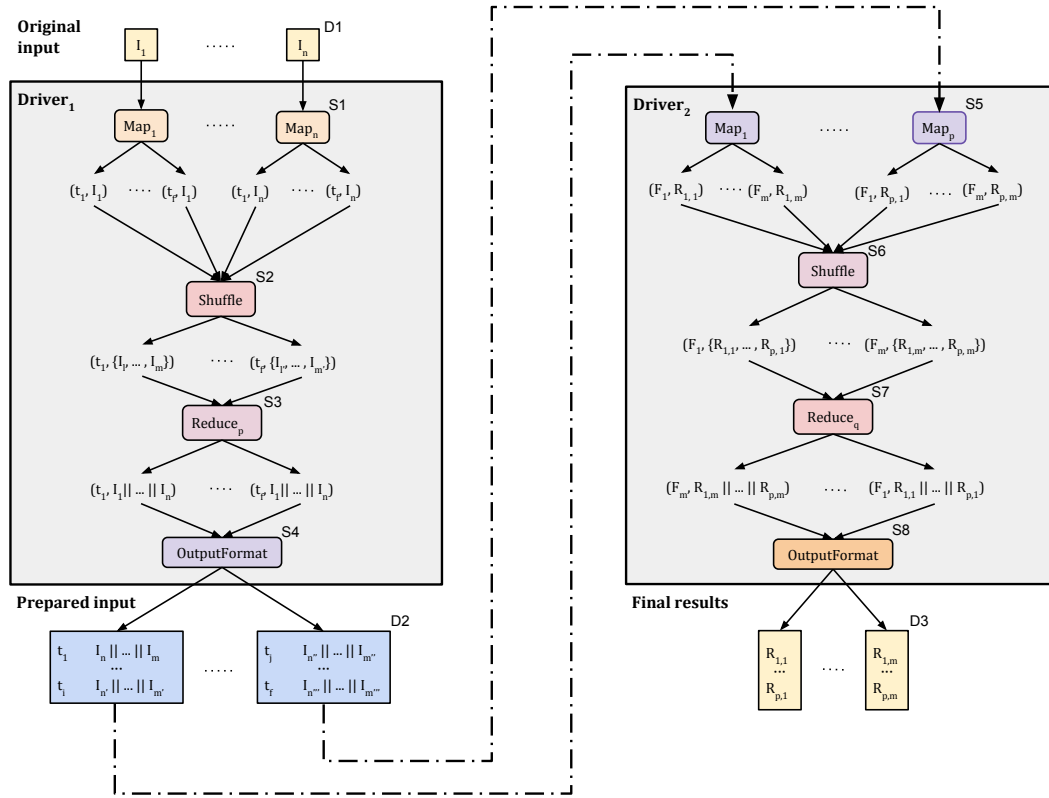 Original
input
I1 ..... In D1
Driver1
S1
Map1 ..... Mapn
(t1, I1) .... (tf, I1) (t1, In) .... (tf, In)
S2
Shuffle
(t1, {Il, ... , Im}) .... (tf, {Il', ... , Im'})
S3
Reducep
(t1, I1 || ... || In) .... (tf, I1 || ... || In)
S4
OutputFormat
Prepared input
D2
t1 In || ... || Im
...
ti In' || ... || Im'
.....
tj In'' || ... || Im''
...
tf In''' || ... || Im'''
Driver2
S5
Map1 ..... Mapp
(F1, R1, 1) .... (Fm, R1, m) (F1, Rp, 1) .... (Fm, Rp, m)
S6
Shuffle
(F1, {R1,1, ... , Rp, 1}) .... (Fm, {R1,m, ... , Rp, m})
S7
Reduceq
(Fm, R1,m || ... || Rp,m) .... (F1, R1,1 || ... || Rp,1)
S8
OutputFormat
Final results
D3
R1,1
...
Rp,1
....
R1,m
...
Rp,m